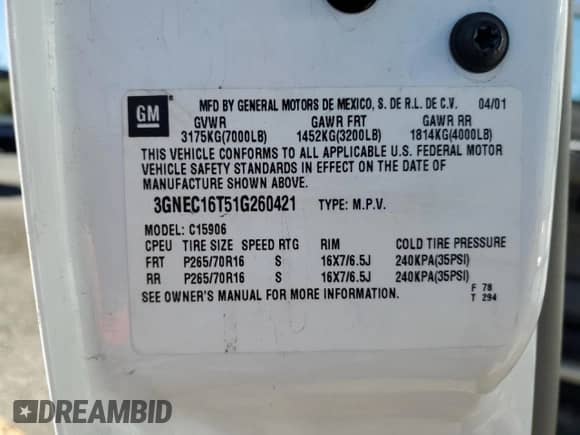 GM ®
MFD BY GENERAL MOTORS DE MEXICO, S. DE R.L. DE C.V. 04/01
GVWR GAWR FRT GAWR RR
3175KG(7000LB) 1452KG(3200LB) 1814KG(4000LB)
THIS VEHICLE CONFORMS TO ALL APPLICABLE U.S. FEDERAL MOTOR
VEHICLE SAFETY STANDARDS IN EFFECT ON THE DATE OF
MANUFACTURE SHOWN ABOVE.
3GNEC16T51G260421 TYPE: M.P.V.
MODEL: C15906
CPEU TIRE SIZE SPEED RTG RIM COLD TIRE PRESSURE
FRT P265/70R16 S 16X7/6.5J 240KPA(35PSI)
RR P265/70R16 S 16X7/6.5J 240KPA(35PSI)
SEE OWNER'S MANUAL FOR MORE INFORMATION.
F 78
T 294
DREAMBID